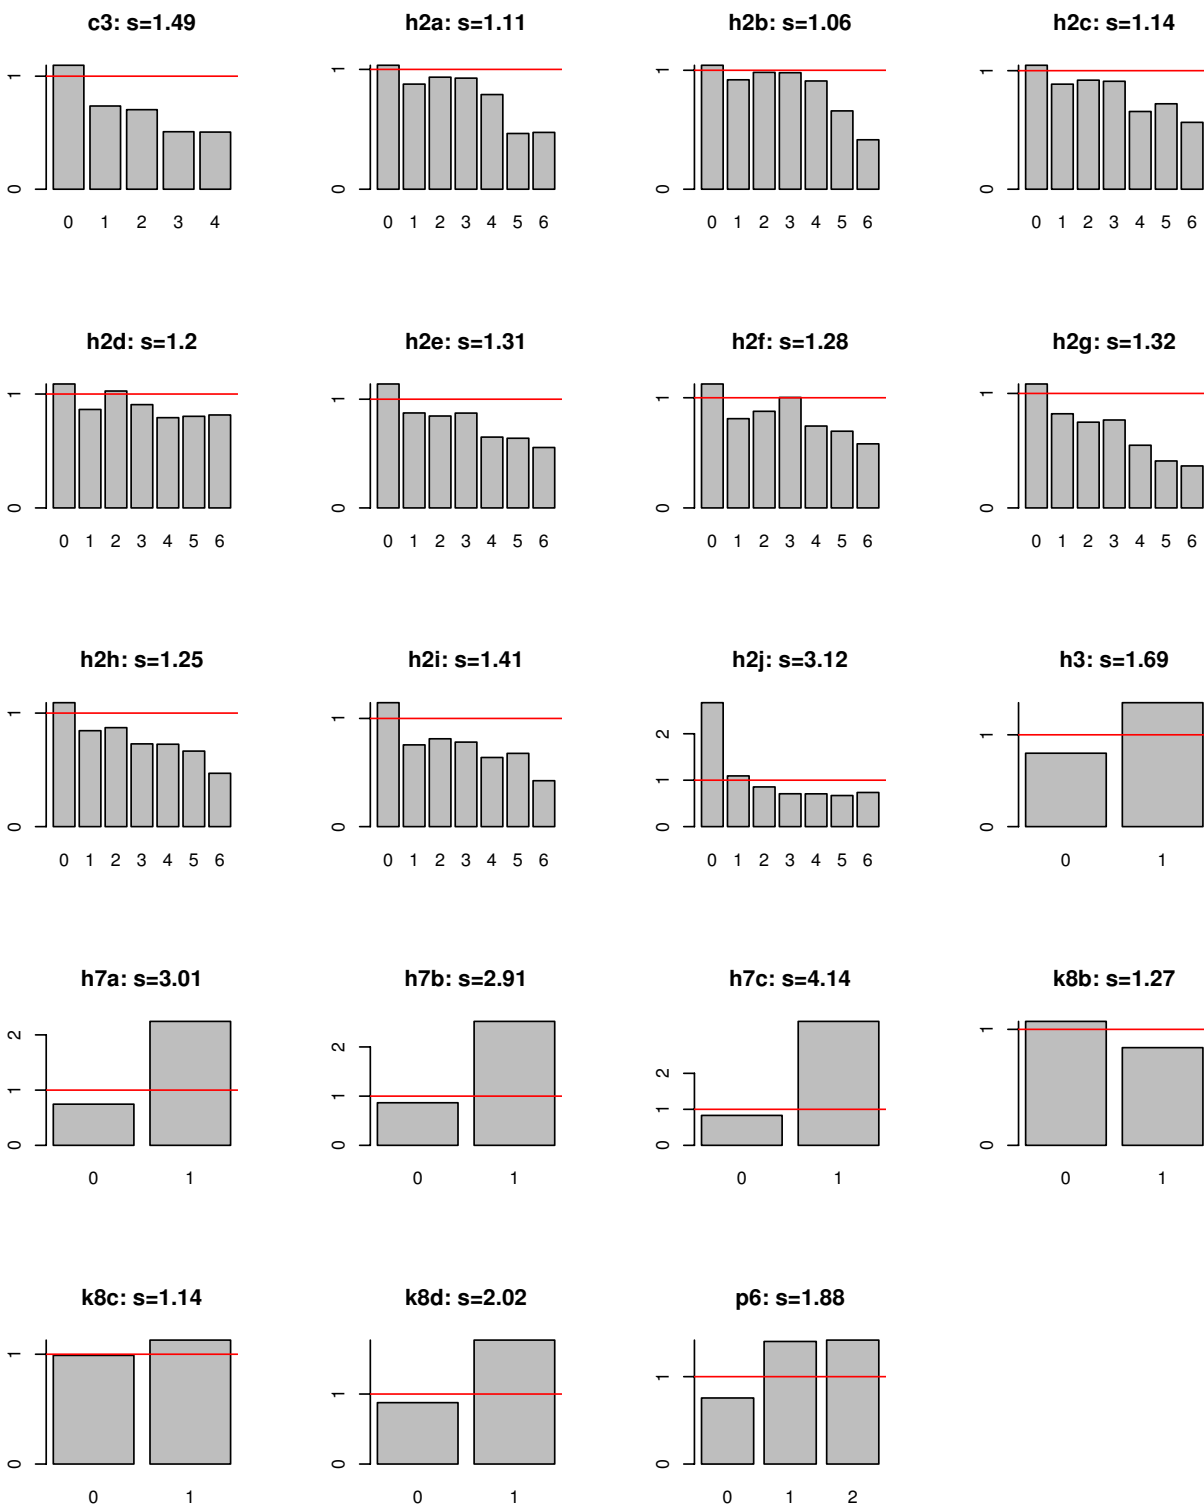 c3: s=1.49
1
0
0 1 2 3 4
h2a: s=1.11
1
0
0 1 2 3 4 5 6
h2b: s=1.06
1
0
0 1 2 3 4 5 6
h2c: s=1.14
1
0
0 1 2 3 4 5 6
h2d: s=1.2
1
0
0 1 2 3 4 5 6
h2e: s=1.31
1
0
0 1 2 3 4 5 6
h2f: s=1.28
1
0
0 1 2 3 4 5 6
h2g: s=1.32
1
0
0 1 2 3 4 5 6
h2h: s=1.25
1
0
0 1 2 3 4 5 6
h2i: s=1.41
1
0
0 1 2 3 4 5 6
h2j: s=3.12
2
1
0
0 1 2 3 4 5 6
h3: s=1.69
1
0
0 1
h7a: s=3.01
2
1
0
0 1
h7b: s=2.91
2
1
0
0 1
h7c: s=4.14
2
1
0
0 1
k8b: s=1.27
1
0
0 1
k8c: s=1.14
1
0
0 1
k8d: s=2.02
1
0
0 1
p6: s=1.88
1
0
0 1 2